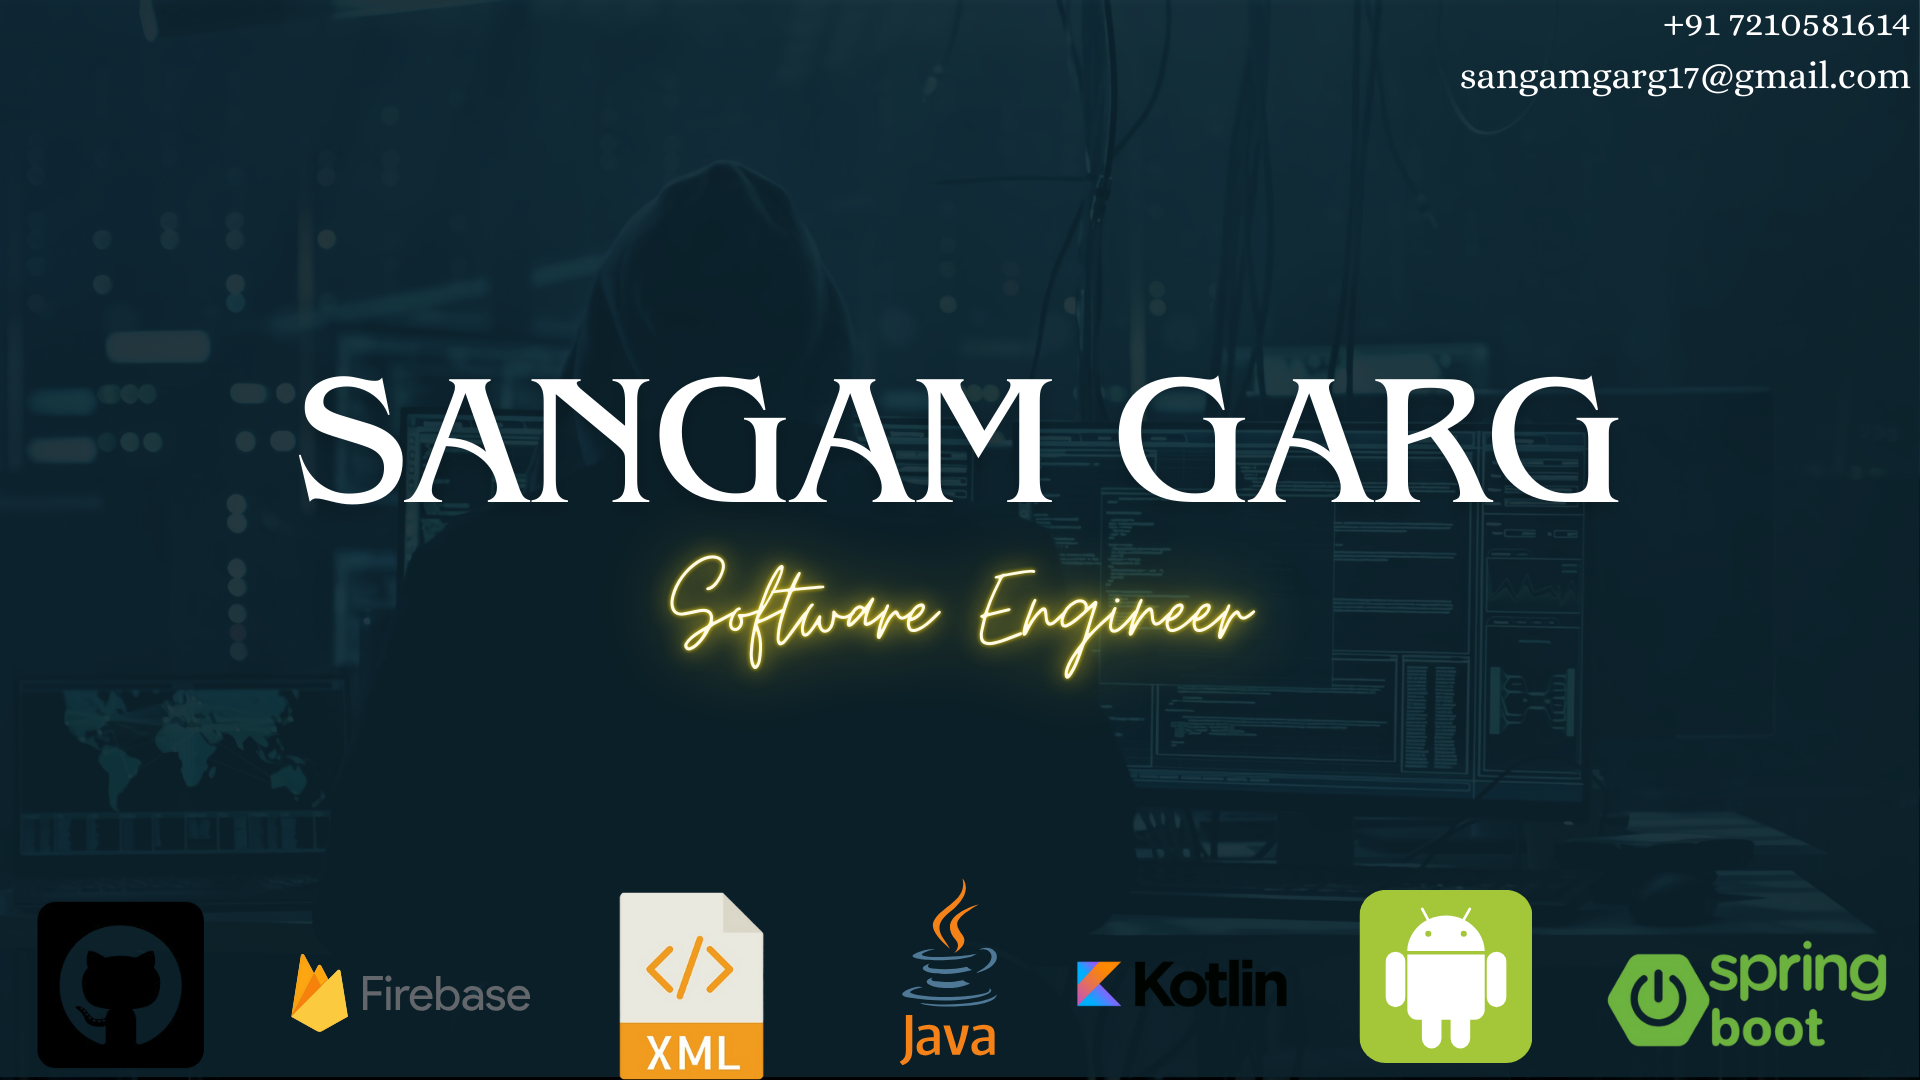 +91 7210581614
sangamgarg17@gmail.com
SANGAM GARG
Software Engineer
Firebase
</>
XML
Java
Kotlin
spring
boot